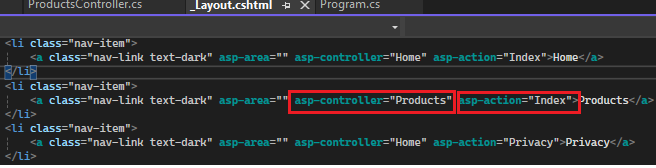 ProductsController.cs
_Layout.cshtml
Program.cs
<li class="nav-item">
<a class="nav-link text-dark" asp-area="" asp-controller="Home" asp-action="Index">Home</a>
</li>
<li class="nav-item">
<a class="nav-link text-dark" asp-area="" asp-controller="Products" asp-action="Index">Products</a>
</li>
<li class="nav-item">
<a class="nav-link text-dark" asp-area="" asp-controller="Home" asp-action="Privacy">Privacy</a>
</li>